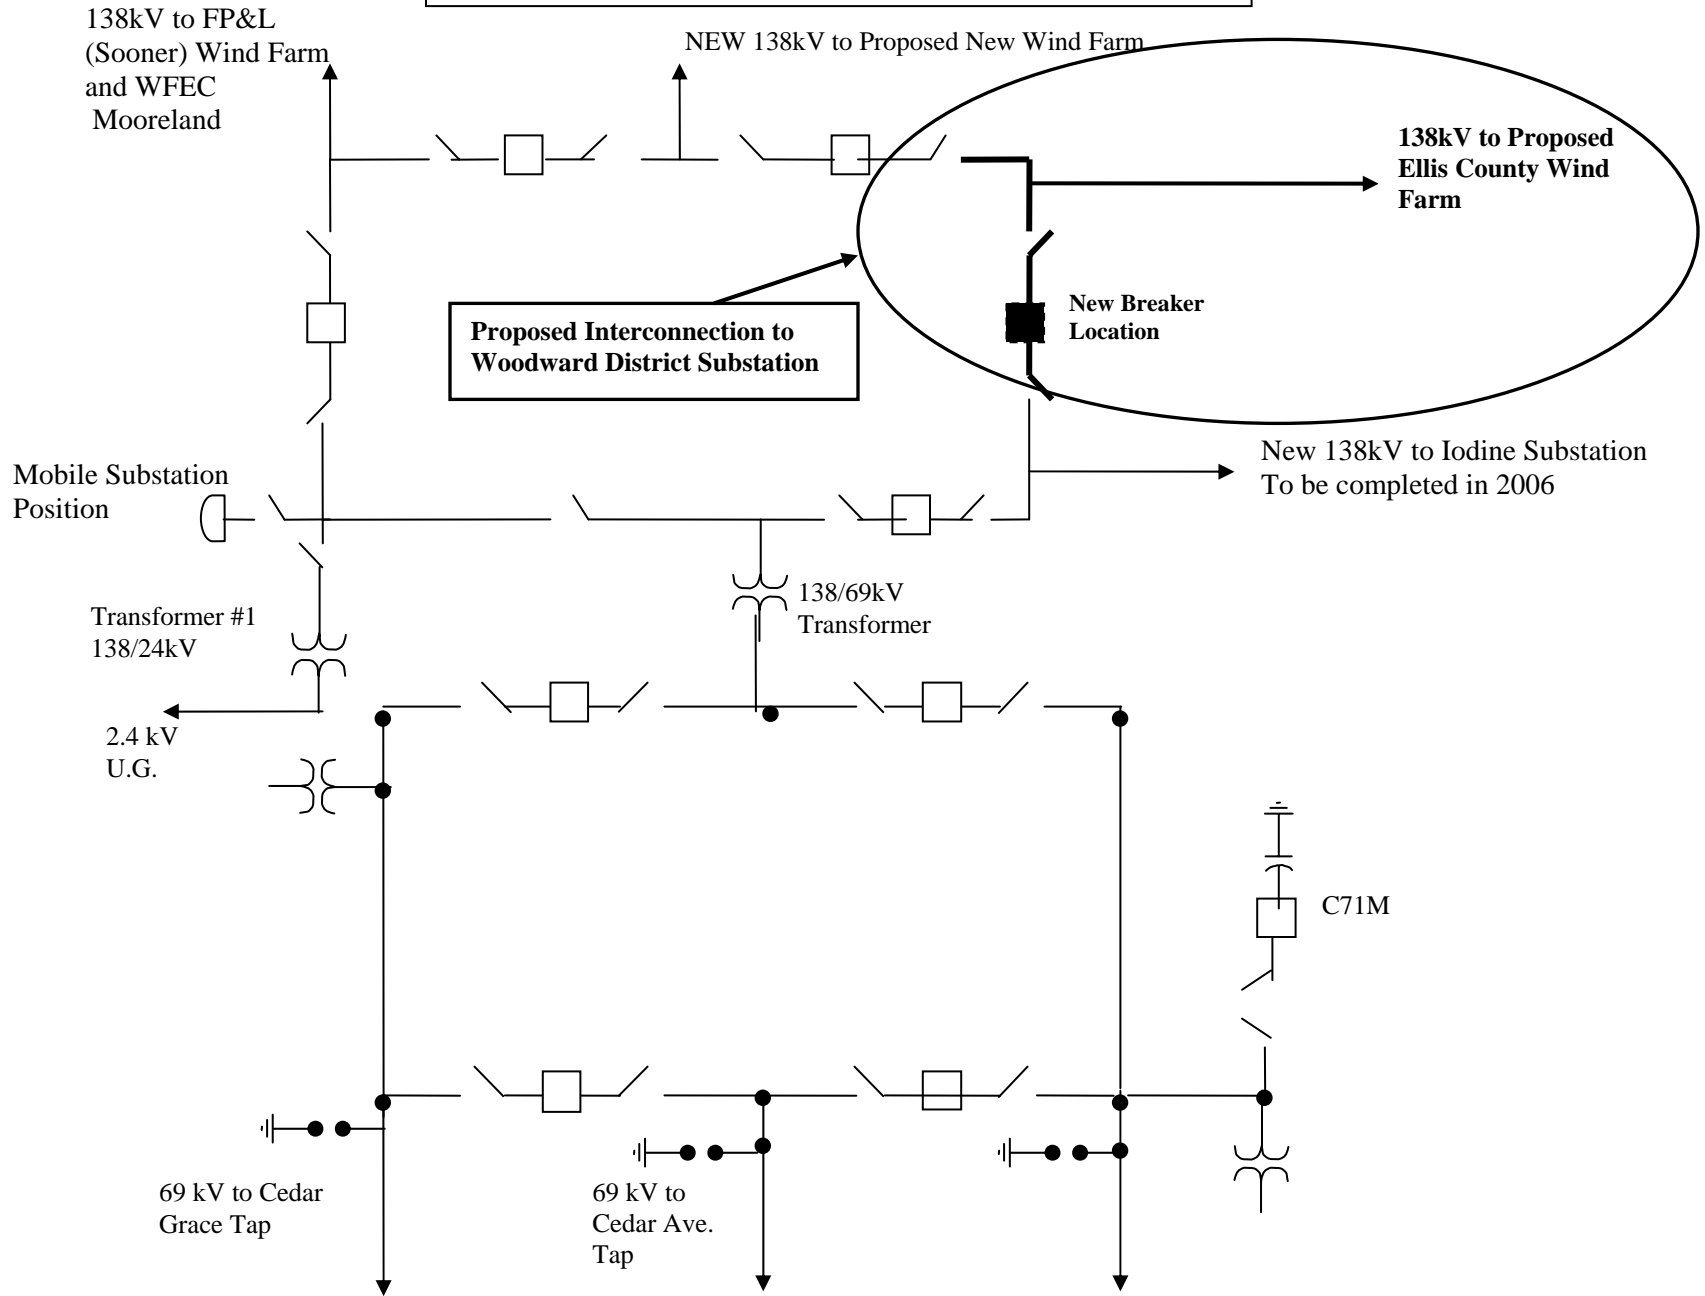 138kV to FP&L
(Sooner) Wind Farm
and WFEC
Mooreland
NEW 138kV to Proposed New Wind Farm
138kV to Proposed
Ellis County Wind
Farm
New Breaker
Location
Proposed Interconnection to
Woodward District Substation
New 138kV to Iodine Substation
To be completed in 2006
Mobile Substation
Position
138/69kV
Transformer
Transformer #1
138/24kV
2.4 kV
U.G.
C71M
69 kV to Cedar
Grace Tap
69 kV to
Cedar Ave.
Tap